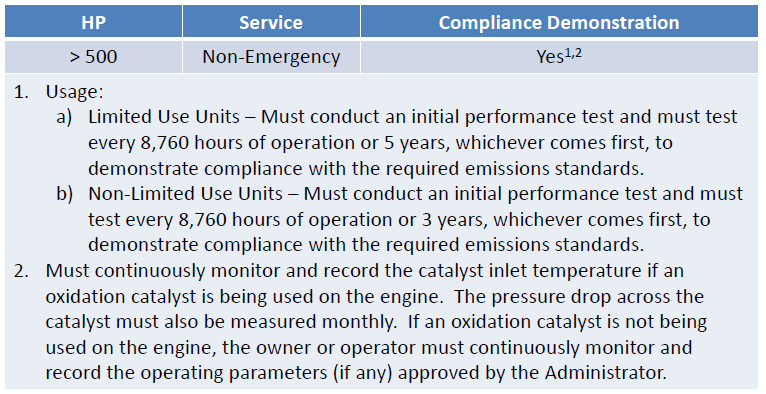 HP Service Compliance Demonstration
> 500 Non-Emergency Yes1,2
1. Usage:
a) Limited Use Units – Must conduct an initial performance test and must test
every 8,760 hours of operation or 5 years, whichever comes first, to
demonstrate compliance with the required emissions standards.
b) Non-Limited Use Units – Must conduct an initial performance test and must
test every 8,760 hours of operation or 3 years, whichever comes first, to
demonstrate compliance with the required emissions standards.
2. Must continuously monitor and record the catalyst inlet temperature if an
oxidation catalyst is being used on the engine.  The pressure drop across the
catalyst must also be measured monthly.  If an oxidation catalyst is not being
used on the engine, the owner or operator must continuously monitor and
record the operating parameters (if any) approved by the Administrator.